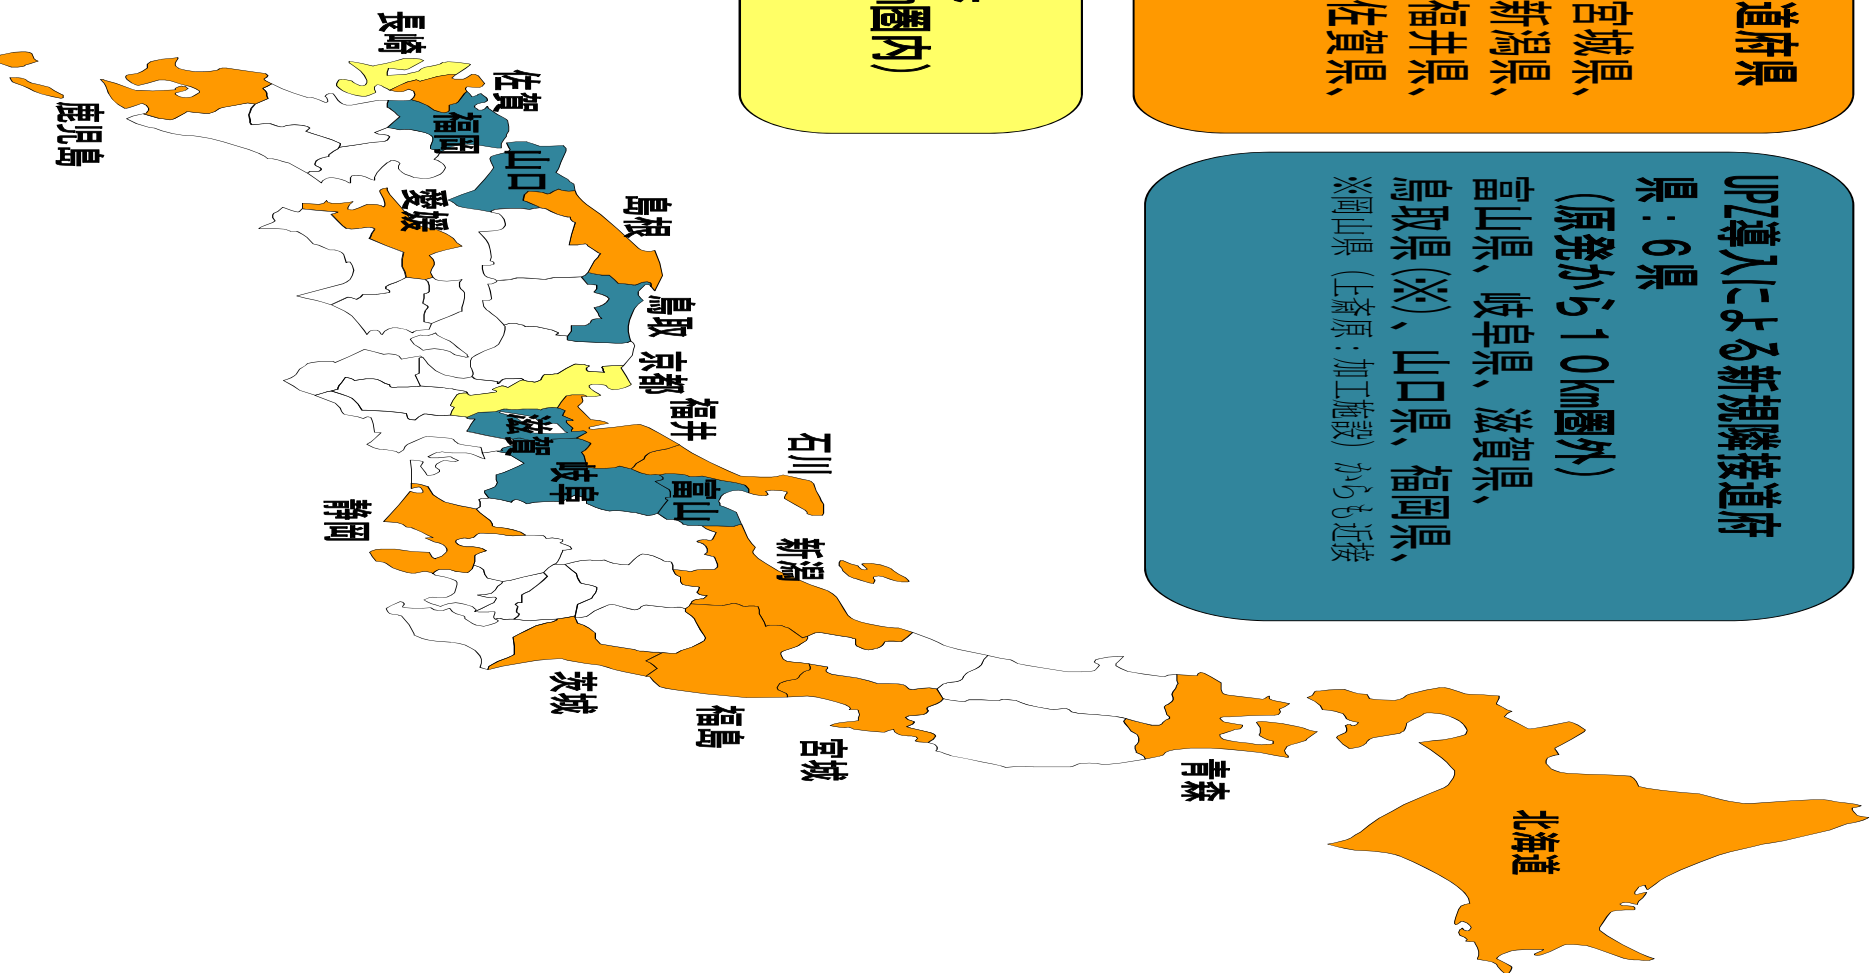 道府県
宮城県、
新潟県、
福井県、
佐賀県、
圏内）
UPZ導入による新規隣接道府
県：６県
（原発から１０km圏外）
富山県、岐阜県、滋賀県、
鳥取県（※）、山口県、福岡県、
※岡山県（上斎原：加工施設）からも近接
北海道
青森
宮城
福島
茨城
新潟
石川
富山
岐阜
福井
滋賀
静岡
京都
鳥取
島根
山口
愛媛
福岡
佐賀
長崎
鹿児島